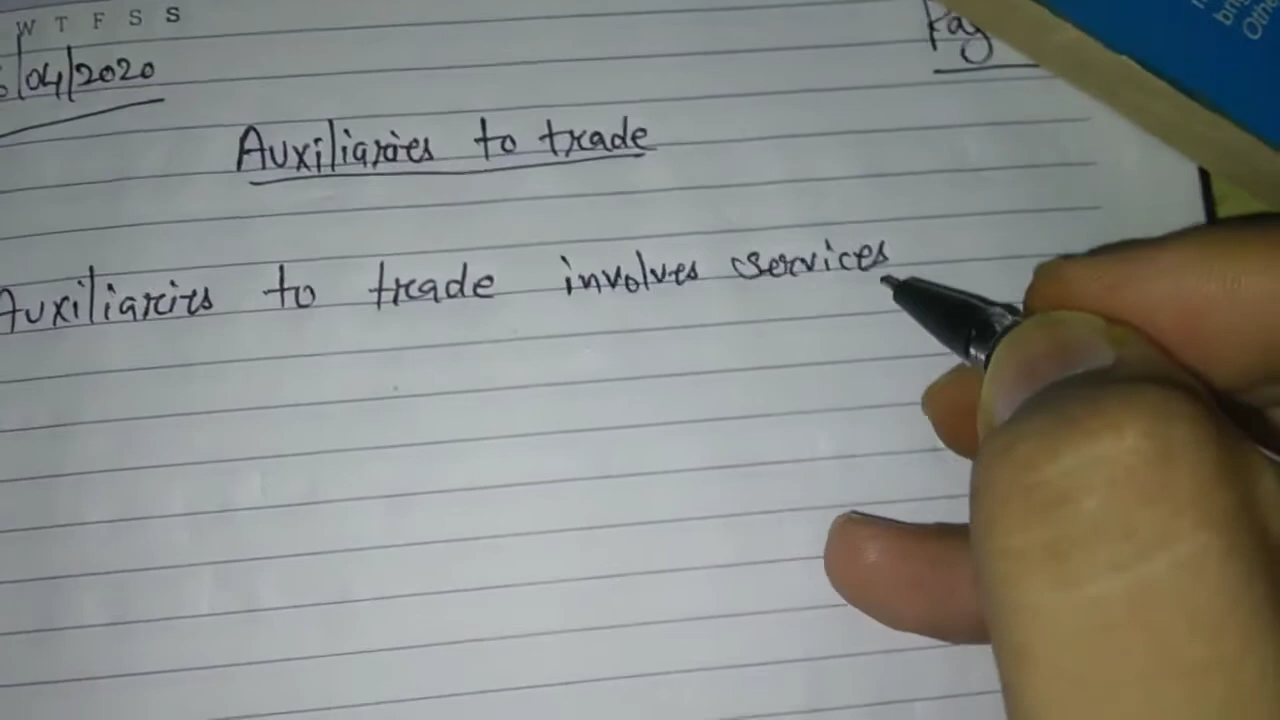 W T F S S
/04/2020
Auxiliaries to trade
Auxiliaries to trade involves services